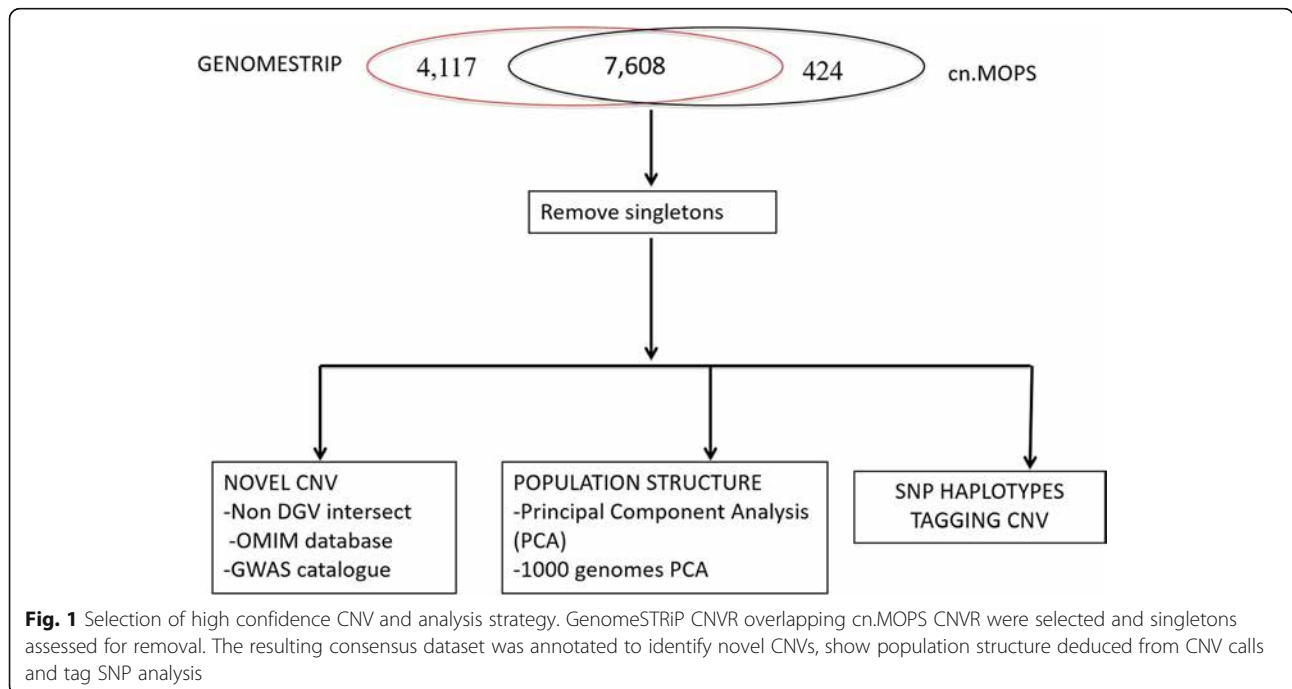 GENOMESTRIP 4,117 7,608 424 cn.MOPS
Remove singletons
NOVEL CNV
-Non DGV intersect
-OMIM database
-GWAS catalogue
POPULATION STRUCTURE
-Principal Component Analysis
(PCA)
-1000 genomes PCA
SNP HAPLOTYPES
TAGGING CNV
Fig. 1 Selection of high confidence CNV and analysis strategy. GenomeSTRiP CNVR overlapping cn.MOPS CNVR were selected and singletons
assessed for removal. The resulting consensus dataset was annotated to identify novel CNVs, show population structure deduced from CNV calls
and tag SNP analysis